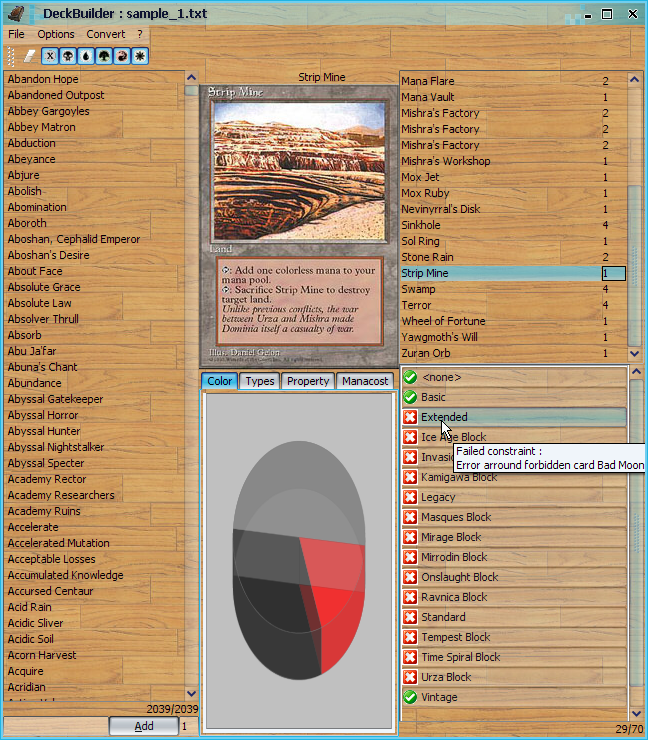 DeckBuilder : sample_1.txt
File Options Convert ?
X
Abandon Hope
Abandoned Outpost
Abbey Gargoyles
Abbey Matron
Abduction
Abeyance
Abjure
Abolish
Abomination
Aboroth
Aboshan, Cephalid Emperor
Aboshan's Desire
About Face
Absolute Grace
Absolute Law
Absolver Thrull
Absorb
Abu Ja'far
Abuna's Chant
Abundance
Abyssal Gatekeeper
Abyssal Horror
Abyssal Hunter
Abyssal Nightstalker
Abyssal Specter
Academy Rector
Academy Researchers
Academy Ruins
Accelerate
Accelerated Mutation
Acceptable Losses
Accumulated Knowledge
Accursed Centaur
Acid Rain
Acidic Sliver
Acidic Soil
Acorn Harvest
Acquire
Acridian
2039/2039
Add 1
Strip Mine
Strip Mine
Land
: Add one colorless mana to your
mana pool.
: Sacrifice Strip Mine to destroy
target land.
Unlike previous conflicts, the war
between Urza and Mishra made
Dominia itself a casualty of war.
Illus. Daniel Gelon
Color Types Property Manacost
Mana Flare 2
Mana Vault 1
Mishra's Factory 2
Mishra's Factory 2
Mishra's Factory 2
Mishra's Workshop 1
Mox Jet 1
Mox Ruby 1
Nevinyrral's Disk 1
Sinkhole 4
Sol Ring 1
Stone Rain 2
Strip Mine 1
Swamp 4
Terror 4
Wheel of Fortune 1
Yawgmoth's Will 1
Zuran Orb 1
<none>
Basic
Extended
Ice Age Block
Failed constraint :
Error arround forbidden card Bad Moon
Kamigawa Block
Legacy
Masques Block
Mirage Block
Mirrodin Block
Onslaught Block
Ravnica Block
Standard
Tempest Block
Time Spiral Block
Urza Block
Vintage
29/70